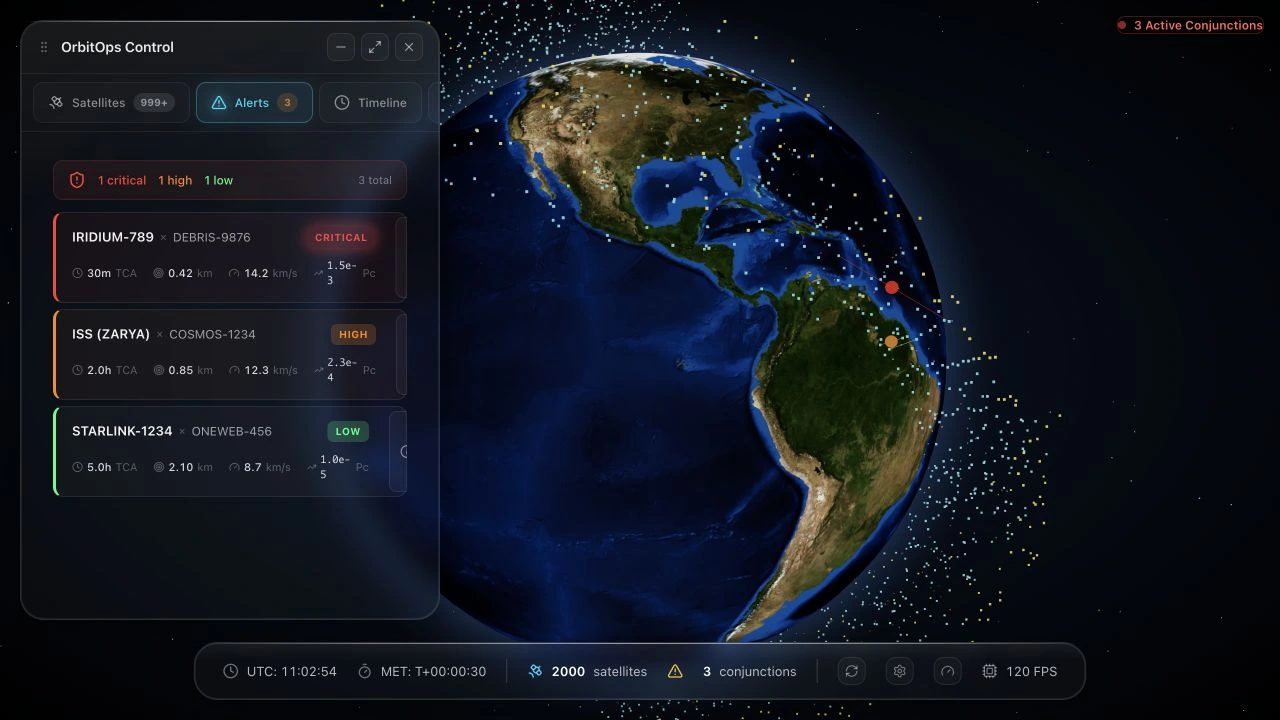 OrbitOps Control
3 Active Conjunctions
Satellites 999+ Alerts 3 Timeline
1 critical 1 high 1 low 3 total
IRIDIUM-789 × DEBRIS-9876 CRITICAL
30m TCA 0.42 km 14.2 km/s 1.5e-
3 Pc
ISS (ZARYA) × COSMOS-1234 HIGH
2.0h TCA 0.85 km 12.3 km/s 2.3e-
4 Pc
STARLINK-1234 × ONEWEB-456 LOW
5.0h TCA 2.10 km 8.7 km/s 1.0e-
5 Pc
UTC: 11:02:54 MET: T+00:00:30 2000 satellites 3 conjunctions 120 FPS